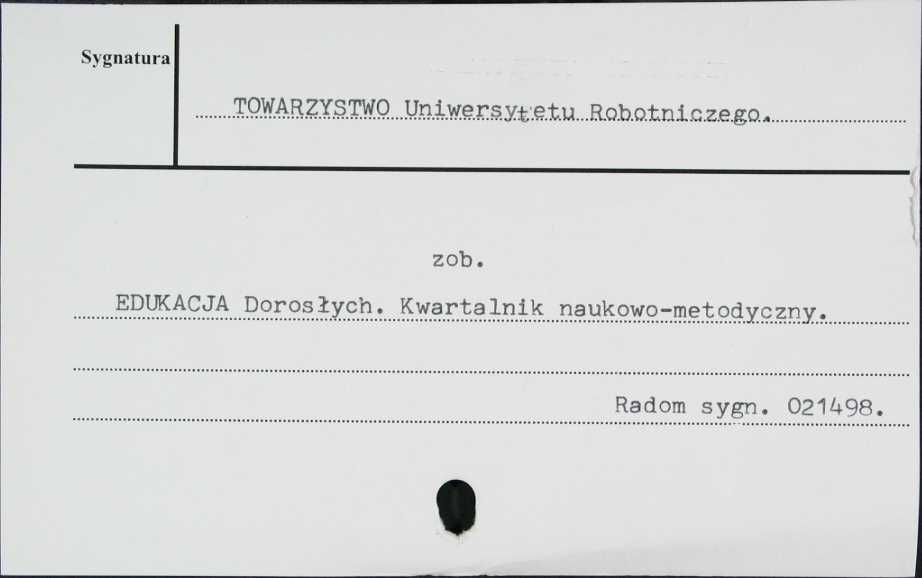 Sygnatura
TOWARZYSTWO Uniwersytetu Robotniczego.
zob.
EDUKACJA Dorosłych. Kwartalnik naukowo-metodyczny.
Radom sygn. 021498.